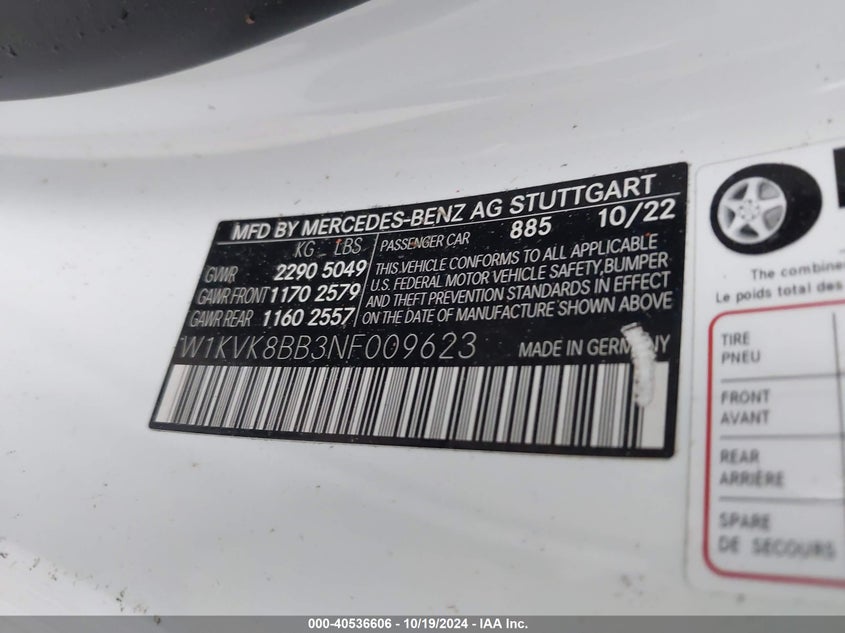 MFD BY MERCEDES-BENZ AG STUTTGART
KG LBS PASSENGER CAR 885 10/22
GVWR 2290 5049
GAWR FRONT 1170 2579
GAWR REAR 1160 2557
THIS VEHICLE CONFORMS TO ALL APPLICABLE
U.S. FEDERAL MOTOR VEHICLE SAFETY, BUMPER
AND THEFT PREVENTION STANDARDS IN EFFECT
ON THE DATE OF MANUFACTURE SHOWN ABOVE
W1KVK8BB3NF009623 MADE IN GERMANY
The combine
Le poids total des
TIRE
PNEU
FRONT
AVANT
REAR
ARRIÈRE
SPARE
DE SECOURS
000-40536606 - 10/19/2024 - IAA Inc.